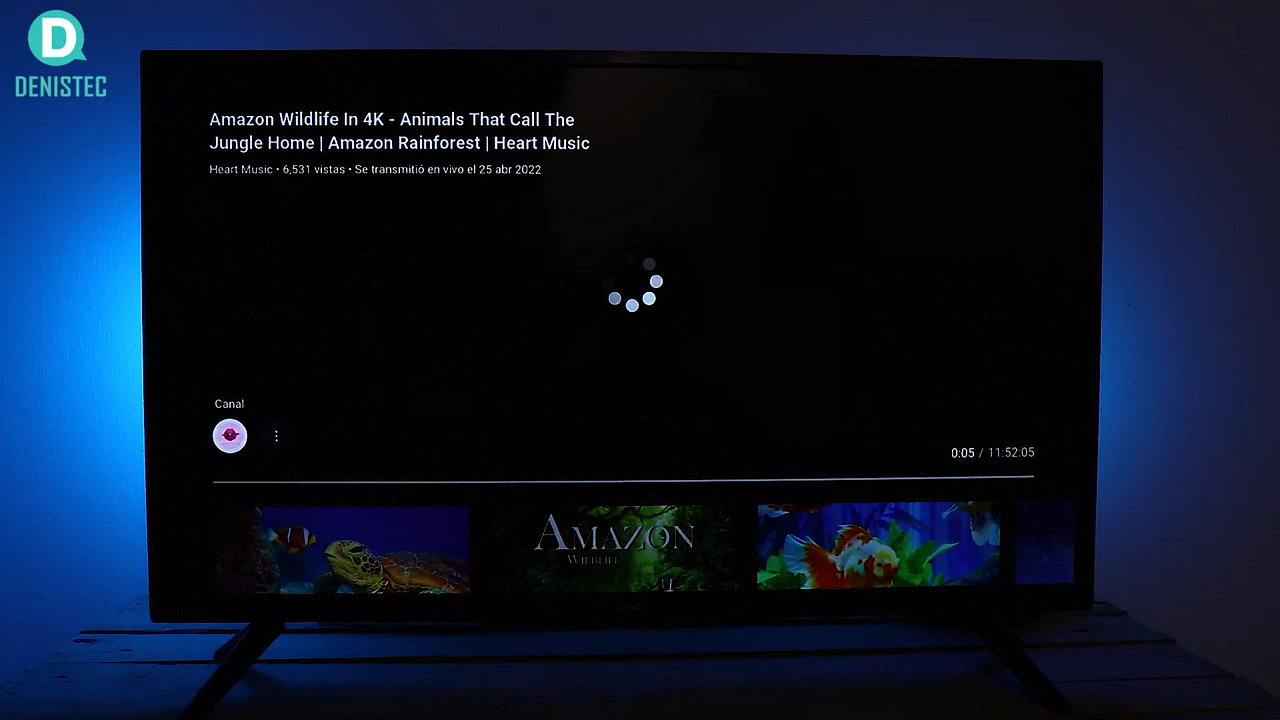 D
DENISTEC
Amazon Wildlife In 4K - Animals That Call The
Jungle Home | Amazon Rainforest | Heart Music
Heart Music • 6,531 vistas • Se transmitió en vivo el 25 abr 2022
Canal
0:05 / 11:52:05
AMAZON
WILDLIFE